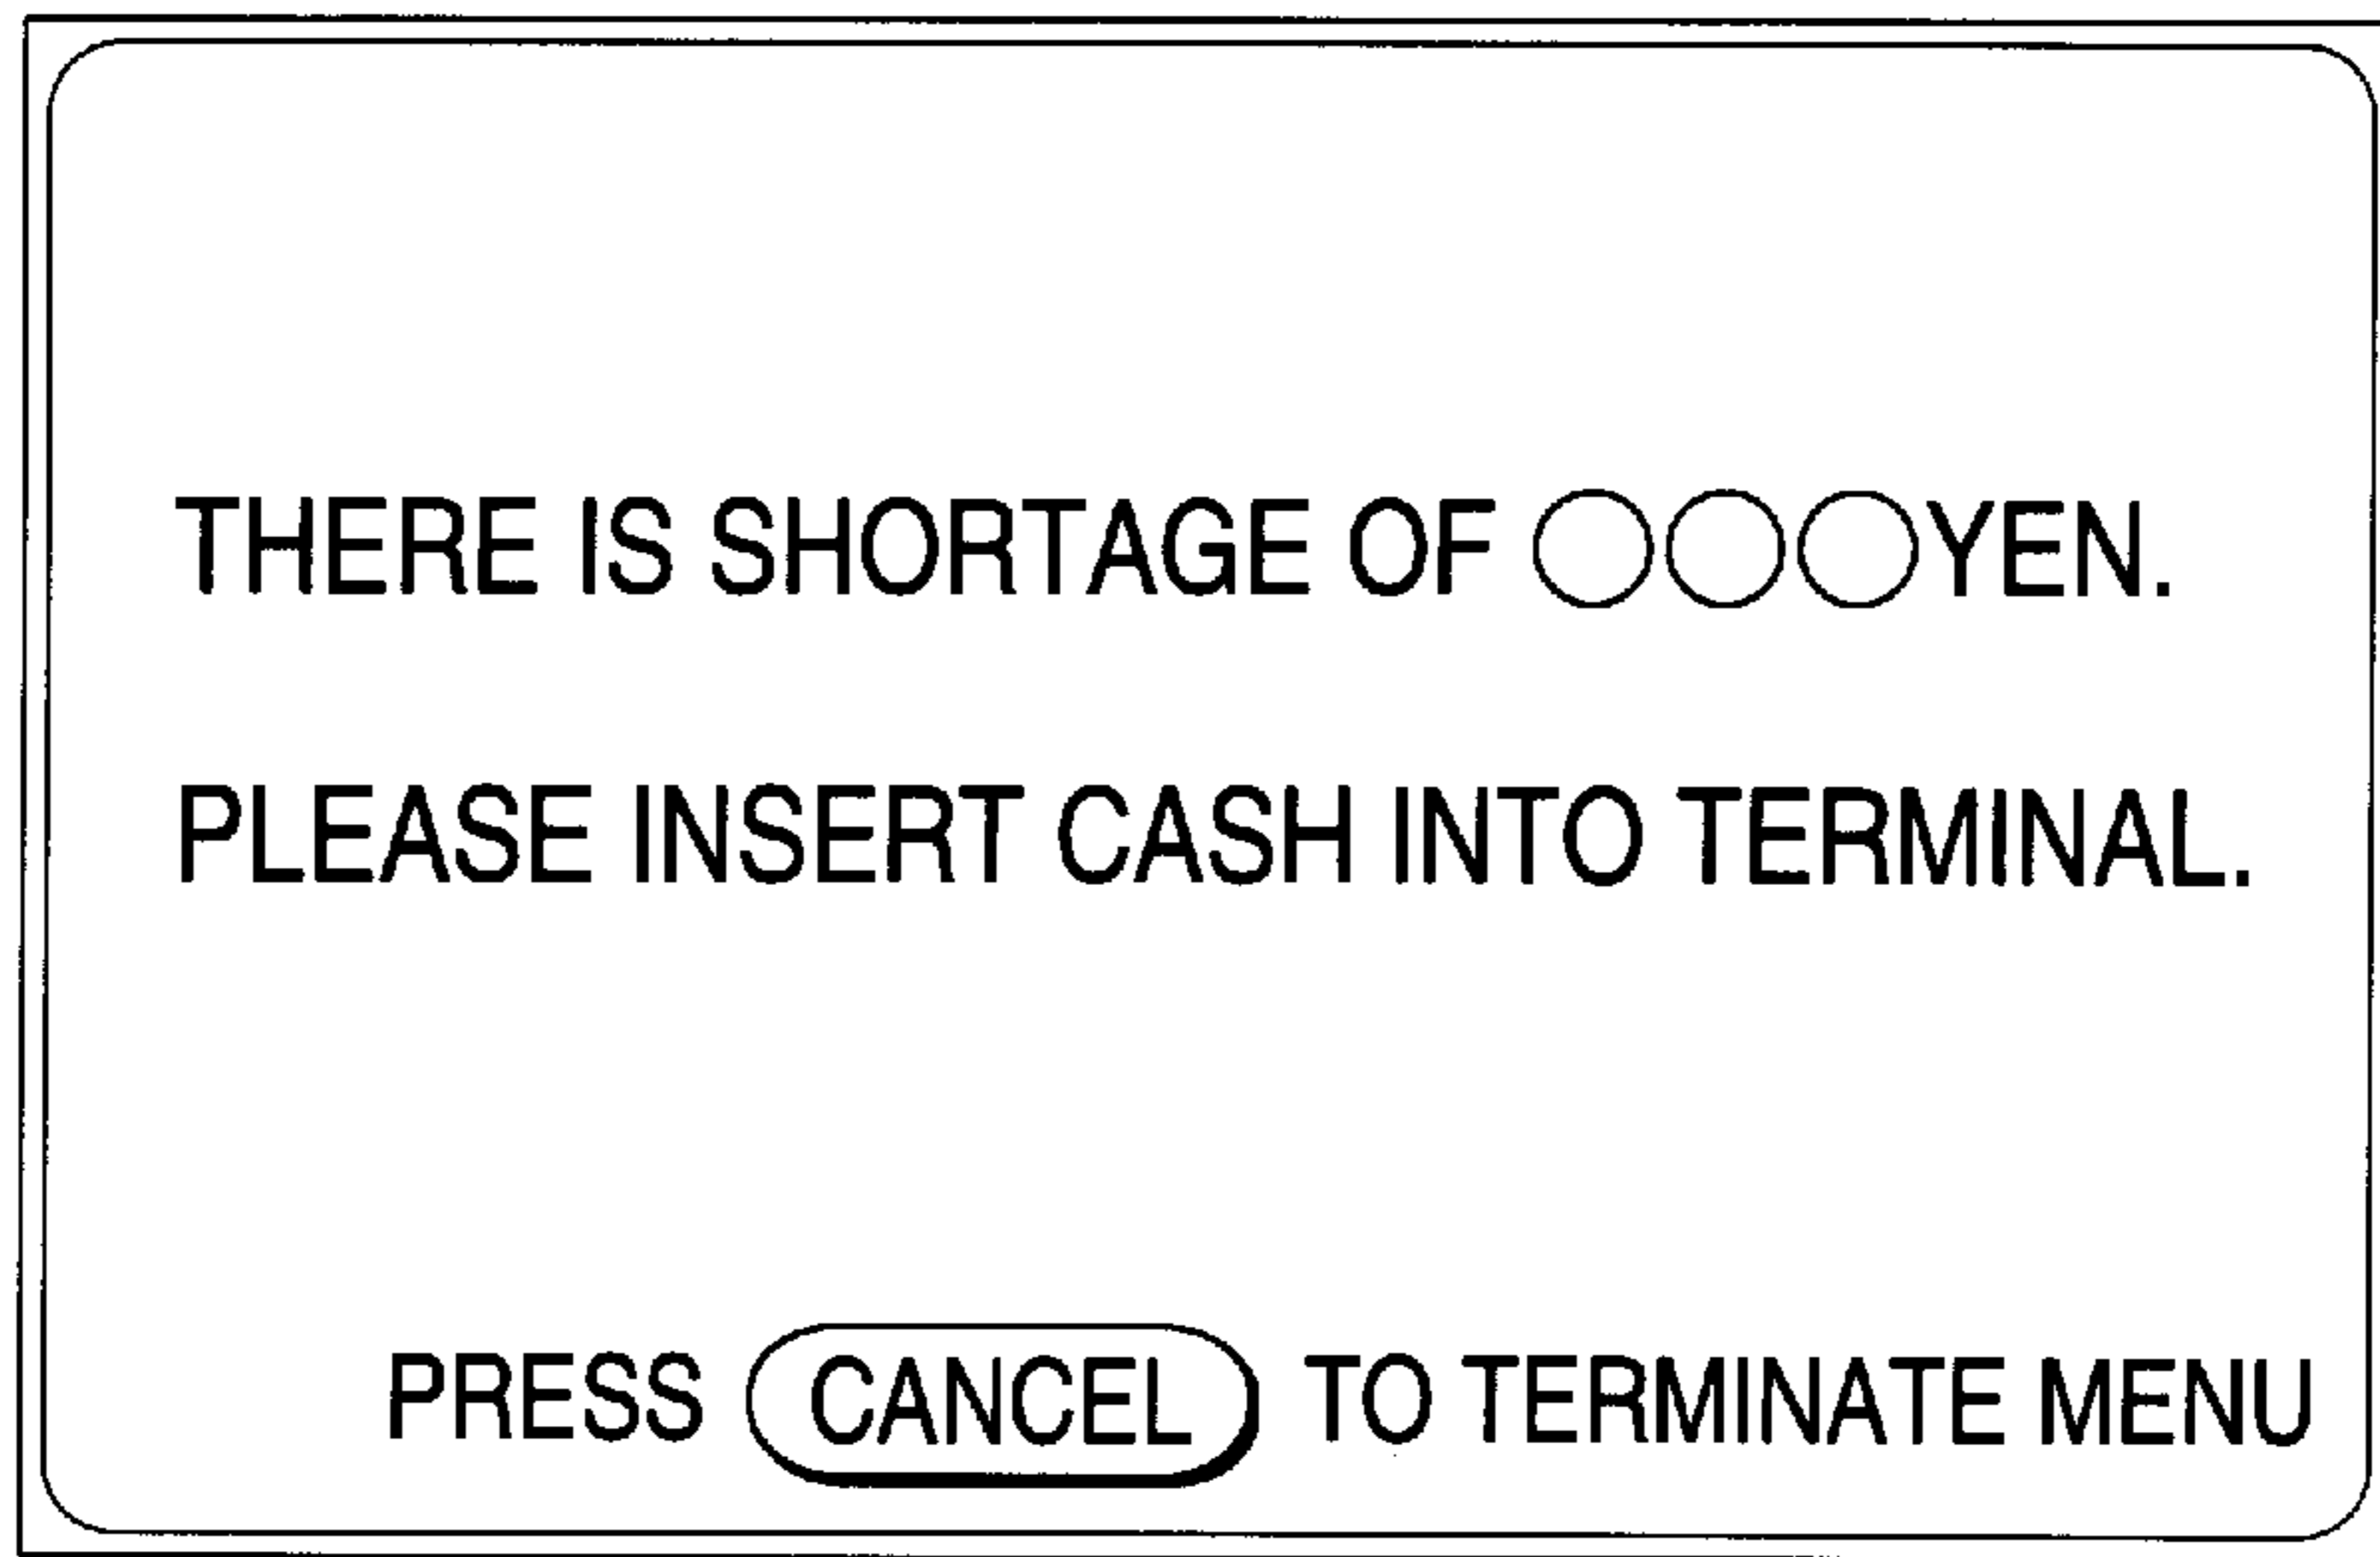 THERE IS SHORTAGE OF ○○○YEN.
PLEASE INSERT CASH INTO TERMINAL.
PRESS CANCEL TO TERMINATE MENU